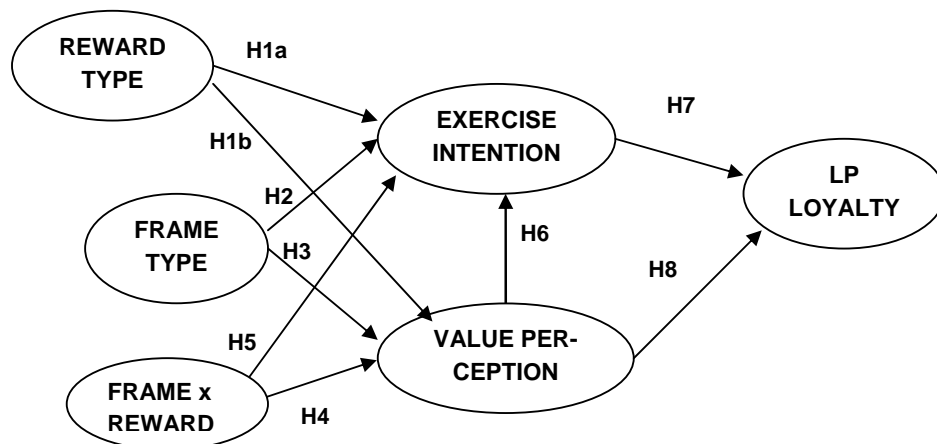 REWARD
TYPE
H1a
EXERCISE
INTENTION
H7
H1b
LP
LOYALTY
H2
FRAME
TYPE
H3
H6
H8
VALUE PER-
CEPTION
H5
FRAME x
REWARD
H4